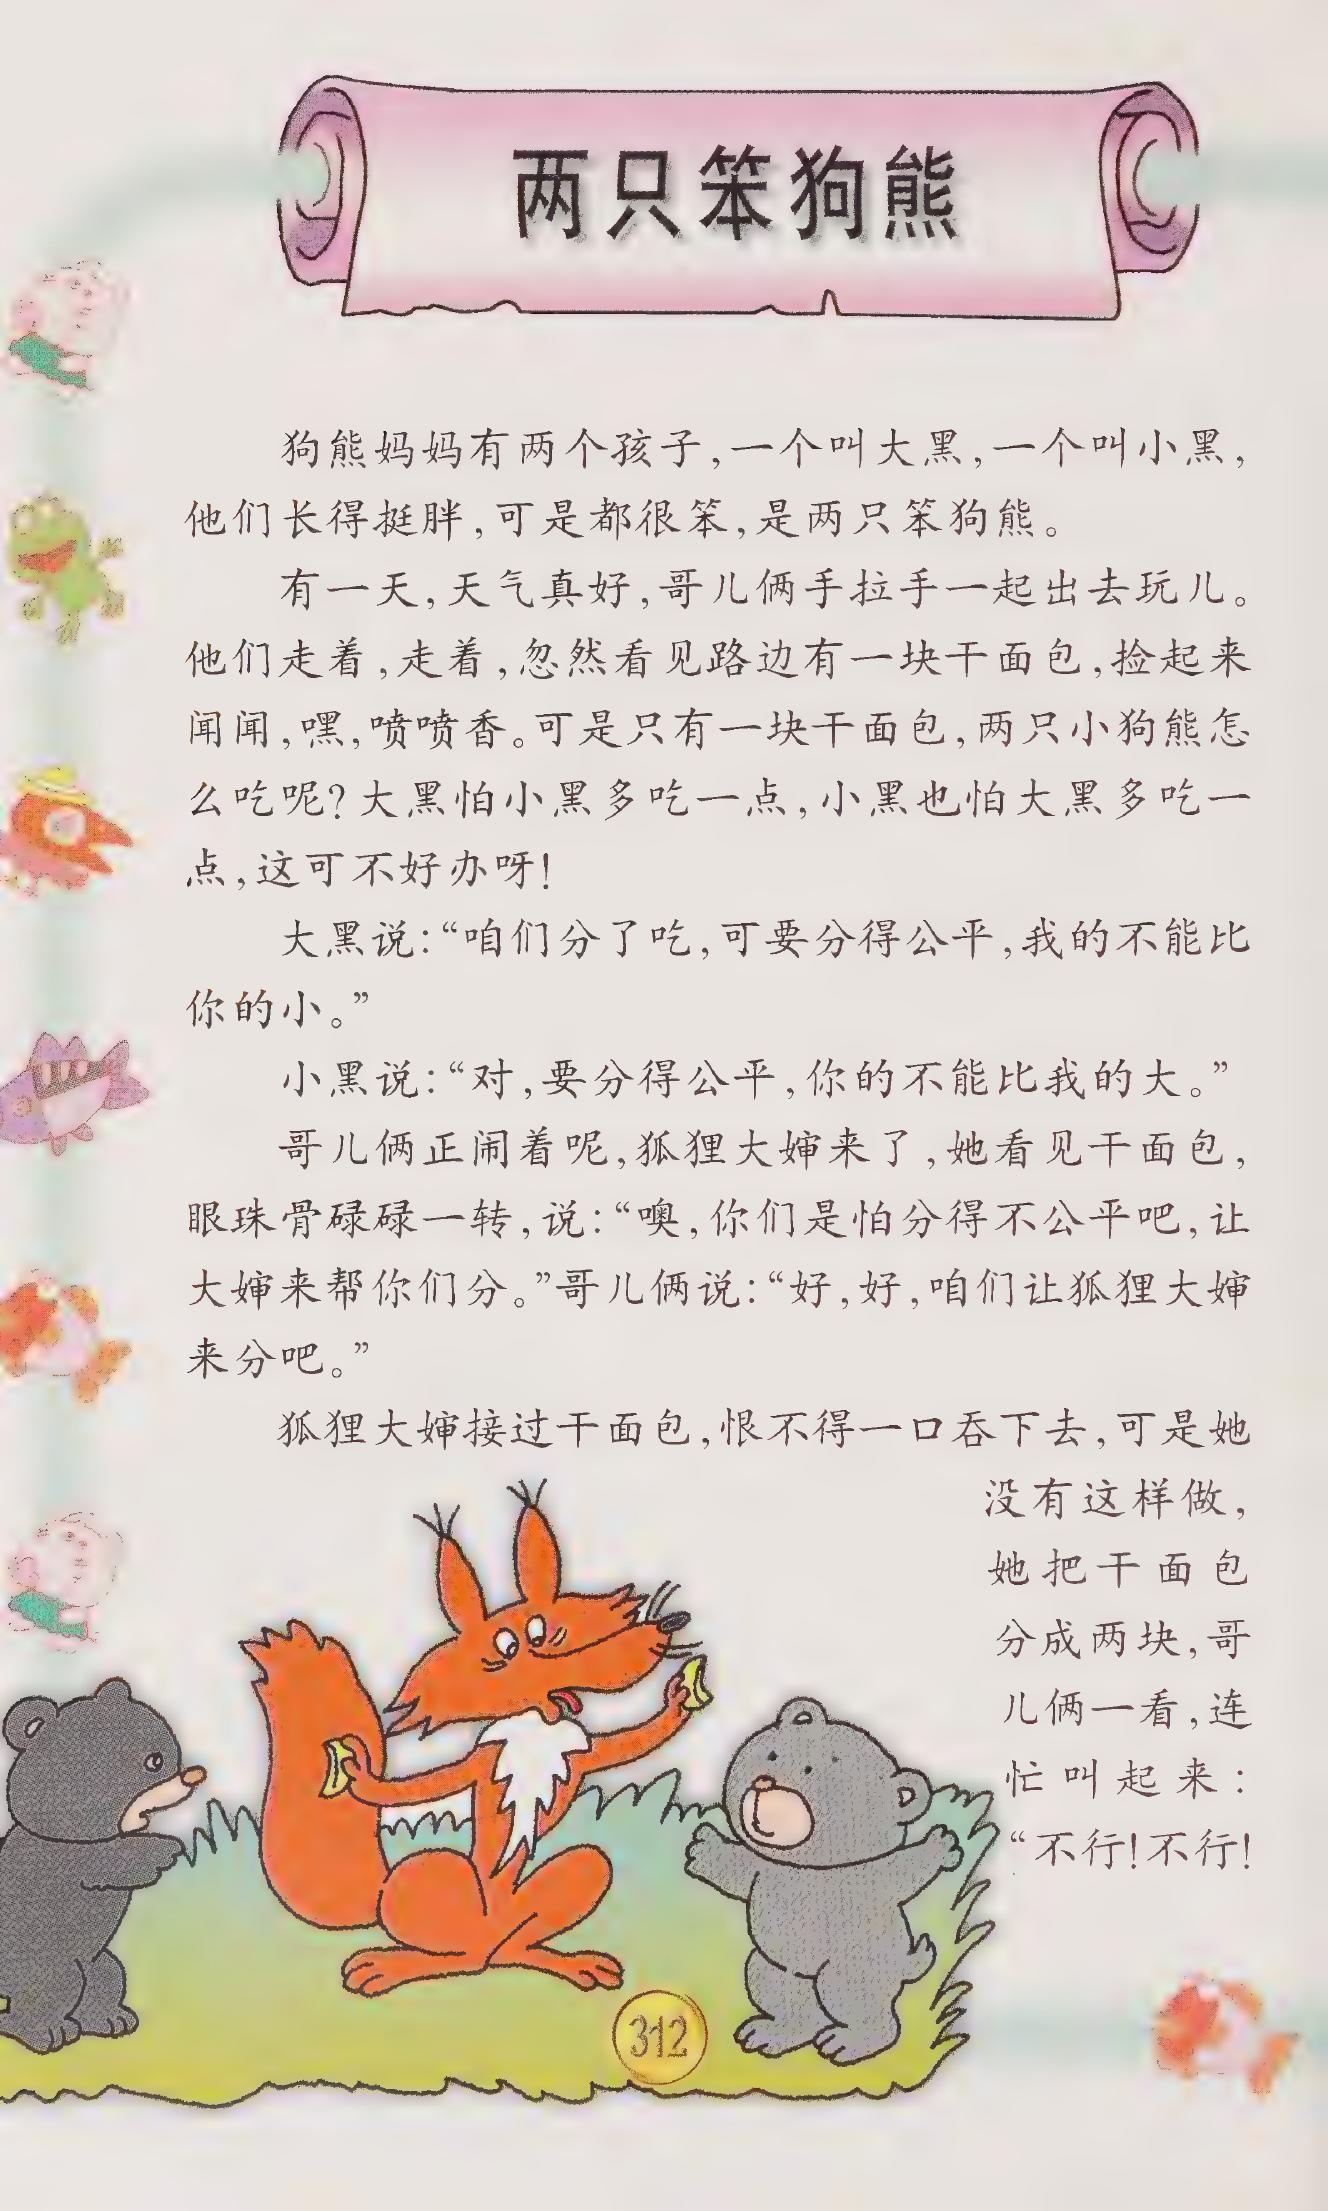 两只笨狗熊
狗熊妈妈有两个孩子,一个叫大黑,一个叫小黑,
他们长得挺胖,可是都很笨,是两只笨狗熊。
有一天,天气真好,哥儿俩手拉手一起出去玩儿。
他们走着,走着,忽然看见路边有一块干面包,捡起来
闻闻,嘿,喷喷香。可是只有一块干面包,两只小狗熊怎
么吃呢?大黑怕小黑多吃一点,小黑也怕大黑多吃一
点,这可不好办呀!
大黑说:“咱们分了吃,可要分得公平,我的不能比
你的小。”
小黑说:“对,要分得公平,你的不能比我的大。”
哥儿俩正闹着呢,狐狸大婶来了,她看见干面包,
眼珠骨碌碌一转,说:“噢,你们是怕分得不公平吧,让
大婶来帮你们分。”哥儿俩说:“好,好,咱们让狐狸大婶
来分吧。”
狐狸大婶接过干面包,恨不得一口吞下去,可是她
没有这样做,
她把干面包
分成两块,哥
儿俩一看,连
忙叫起来:
“不行!不行!
312